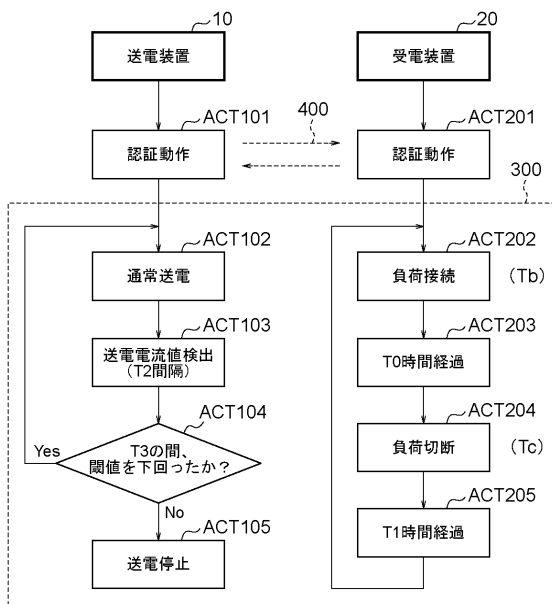 10
送電装置
20
受電装置
ACT101
認証動作
400
ACT201
認証動作
300
ACT102
通常送電
ACT202
負荷接続
(Tb)
ACT103
送電電流値検出
(T2間隔)
ACT203
T0時間経過
ACT104
T3の間、
閾値を下回ったか？
Yes
No
ACT204
負荷切断
(Tc)
ACT105
送電停止
ACT205
T1時間経過